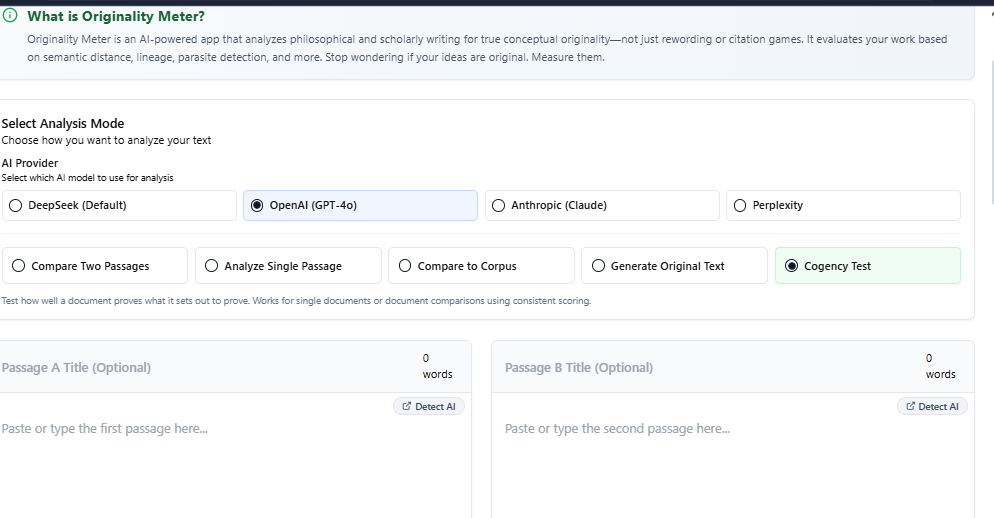 What is Originality Meter?
Originality Meter is an AI-powered app that analyzes philosophical and scholarly writing for true conceptual originality—not just rewording or citation games. It evaluates your work based
on semantic distance, lineage, parasite detection, and more. Stop wondering if your ideas are original. Measure them.
Select Analysis Mode
Choose how you want to analyze your text
AI Provider
Select which AI model to use for analysis
DeepSeek (Default)
OpenAI (GPT-4o)
Anthropic (Claude)
Perplexity
Compare Two Passages
Analyze Single Passage
Compare to Corpus
Generate Original Text
Cogency Test
Test how well a document proves what it sets out to prove. Works for single documents or document comparisons using consistent scoring.
Passage A Title (Optional)
0
words
Detect AI
Paste or type the first passage here...
Passage B Title (Optional)
0
words
Detect AI
Paste or type the second passage here...